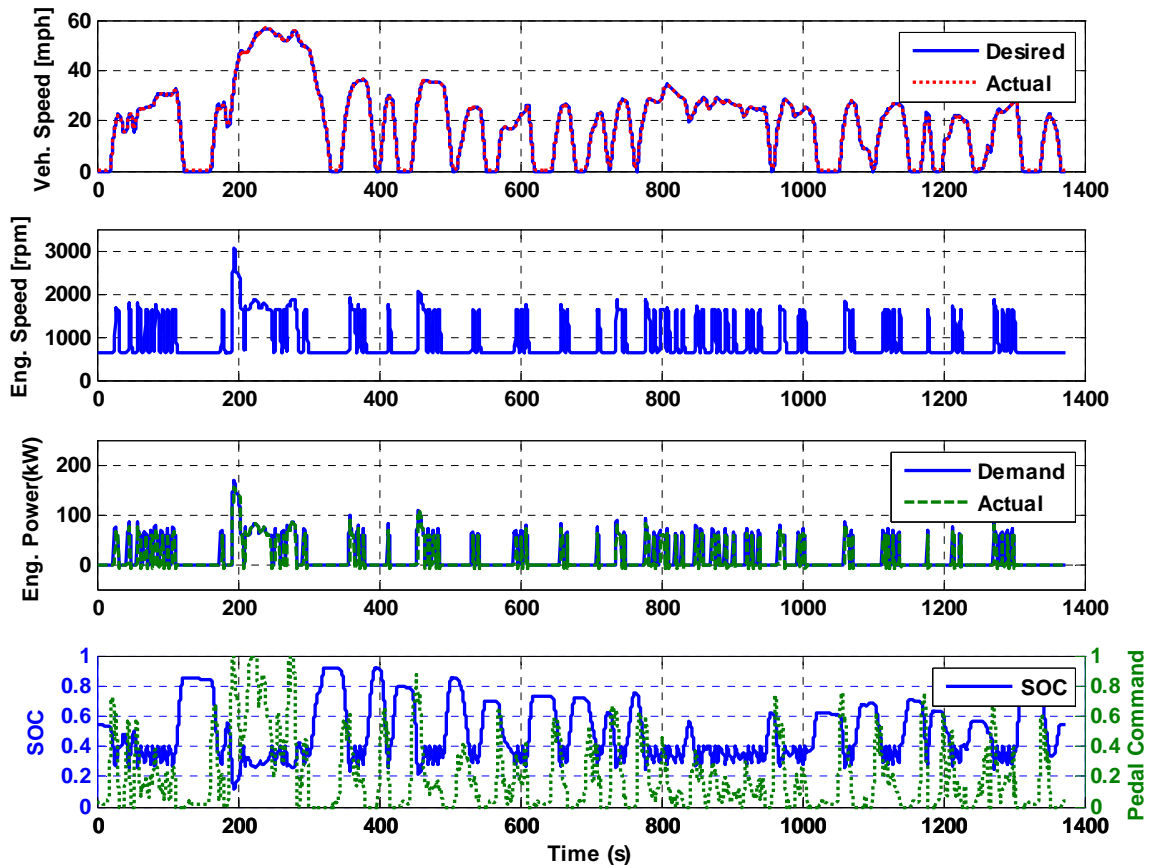 Veh. Speed [mph]
60
40
20
0
Desired
Actual
0 200 400 600 800 1000 1200 1400
Eng. Speed [rpm]
3000
2000
1000
0
0 200 400 600 800 1000 1200 1400
Eng. Power(kW)
200
100
0
Demand
Actual
0 200 400 600 800 1000 1200 1400
SOC
1
0.8
0.6
0.4
0.2
0
SOC
1
0.8
0.6
0.4
0.2
0
Pedal Command
0 200 400 600 800 1000 1200 1400
Time (s)